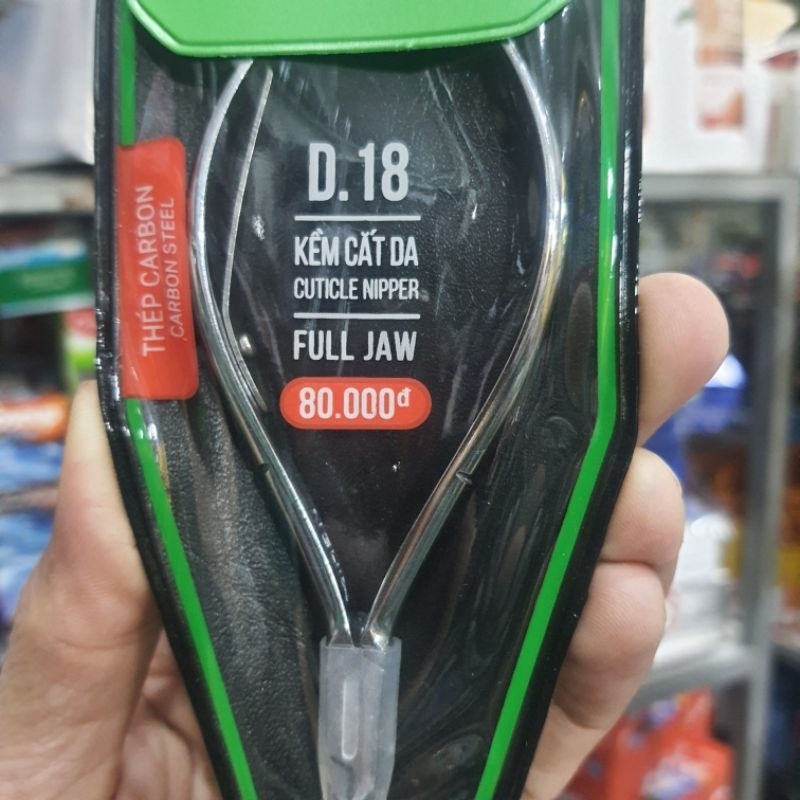 D.18
KỀM CẮT DA
CUTICLE NIPPER
FULL JAW
80.000đ
THÉP CARBON
CARBON STEEL